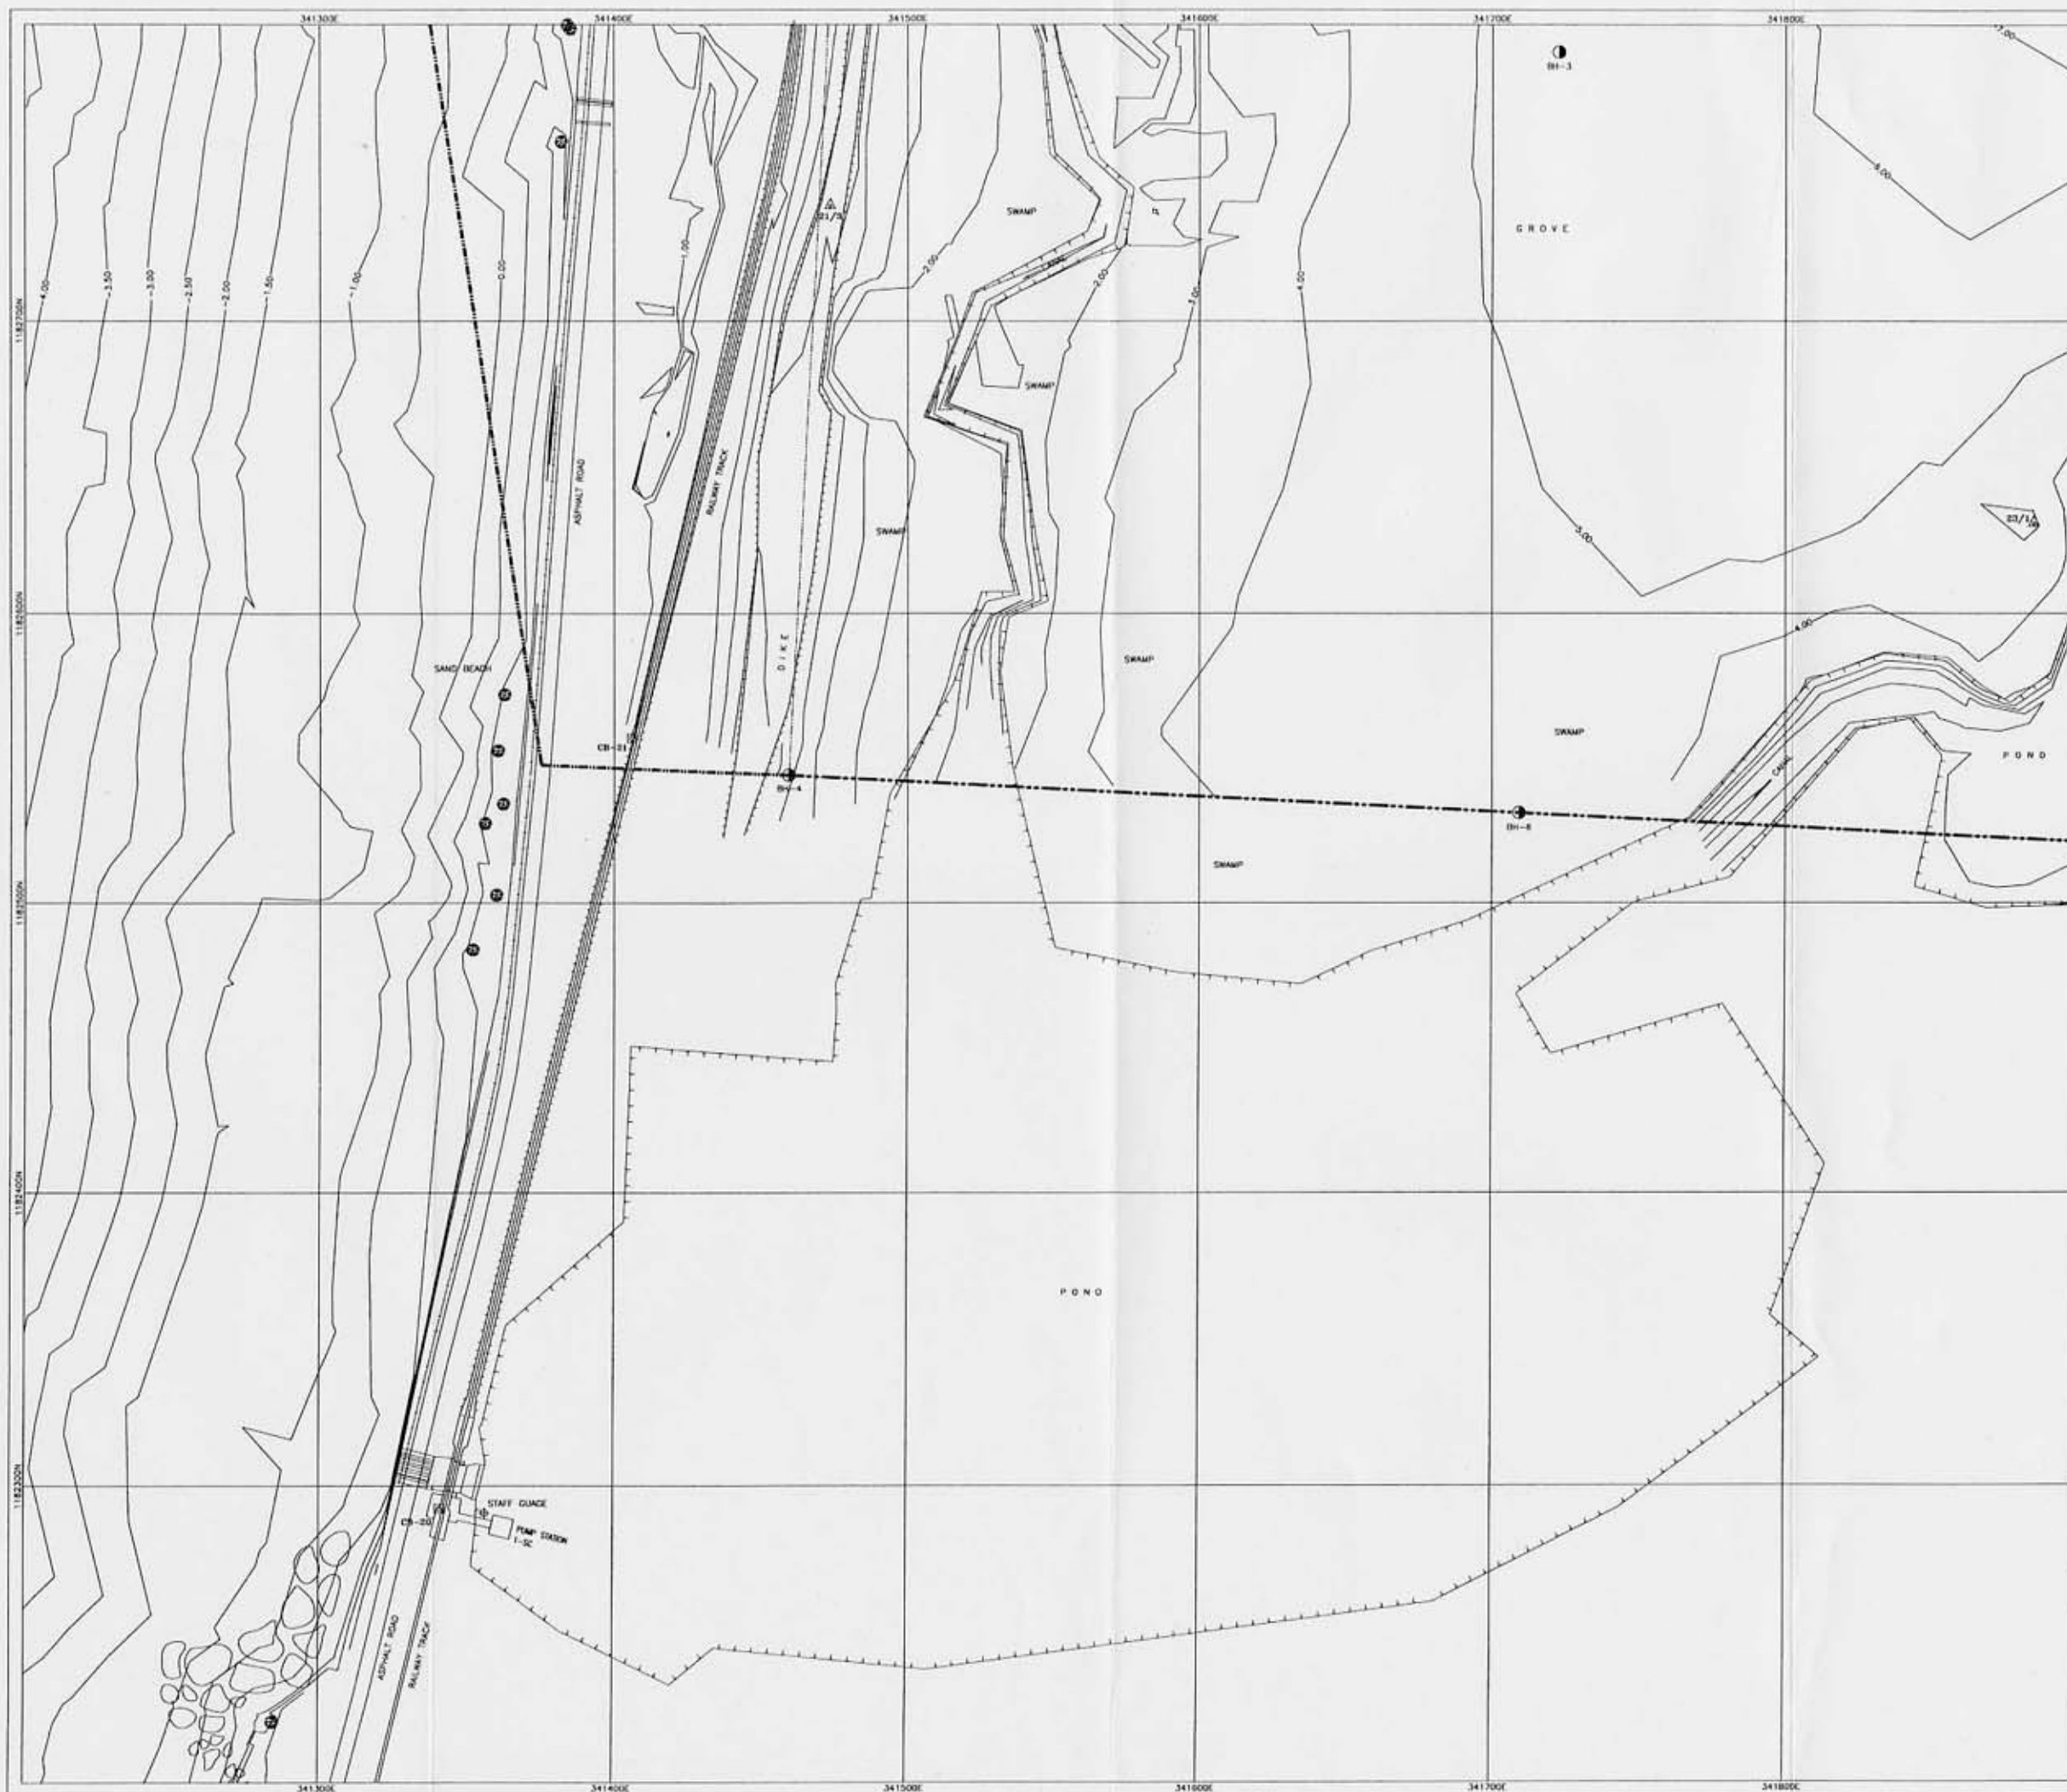 341300E 341400E 341500E 341600E 341700E 341800E
7.00
BH-3
6.00
21/3
SWAMP
GROVE
-4.00 -3.50 -3.00 -2.50 -2.00 -1.50 -1.00 0.00 1.00 2.00 CANAL 2.00 3.00 4.00
1182700N
SWAMP
ASPHALT ROAD
RAILWAY TRACK
SWAMP
5.00
23/1
1182600N
SAND BEACH
DIKE
SWAMP
4.00
CB-21
SWAMP
POND
CANAL
BH-4
BH-8
SWAMP
1182500N
1182400N
POND
1182300N
STAFF GUAGE
CB-20
PUMP STATION
ASPHALT ROAD
RAILWAY TRACK
341300E 341400E 341500E 341600E 341700E 341800E